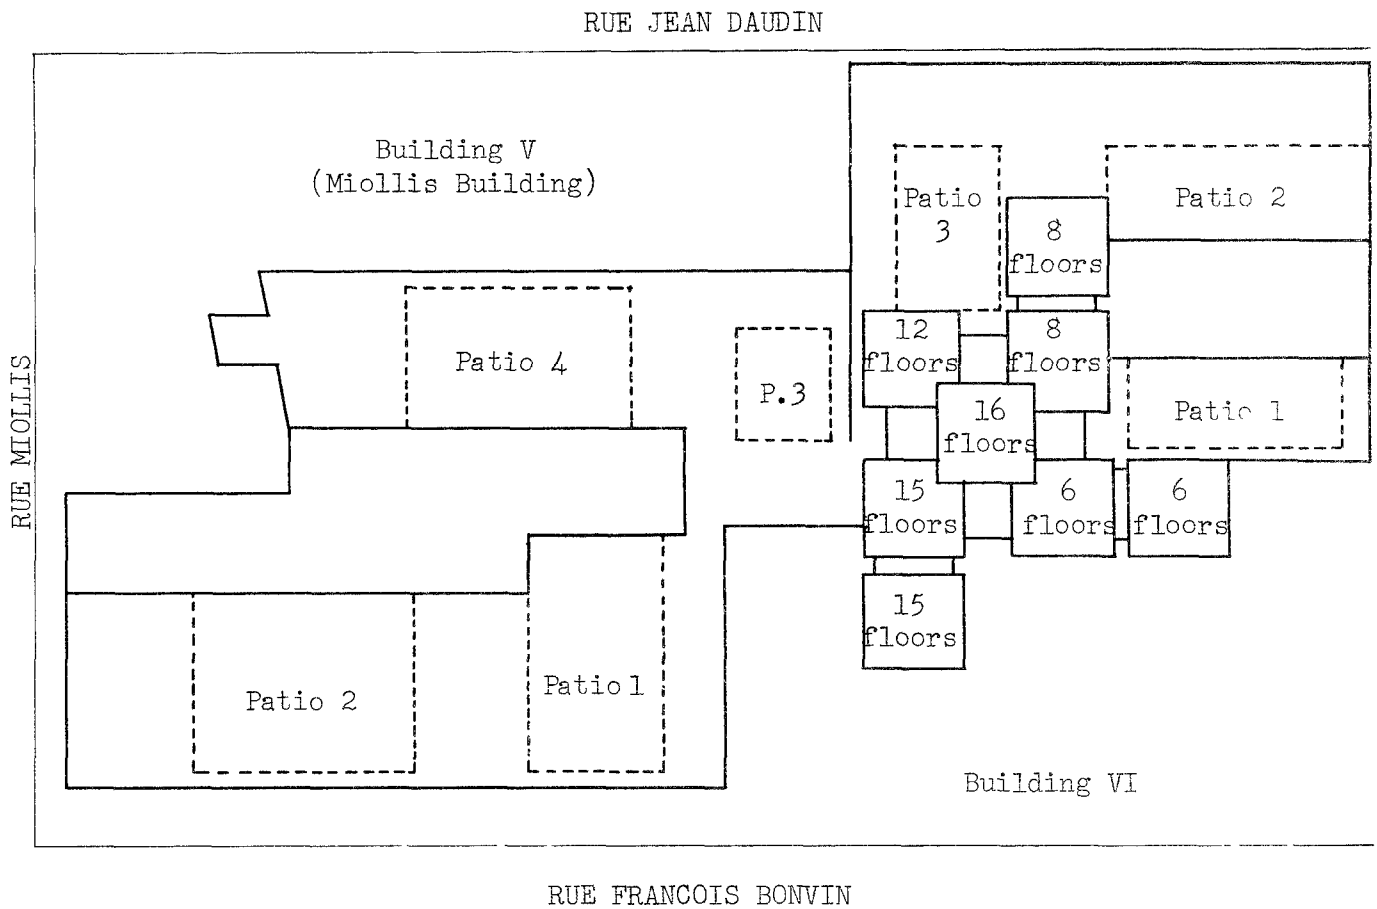 RUE JEAN DAUDIN
Building V
(Miollis Building)
RUE MIOLLIS
Patio 4
P.3
Patio 2
Patio 1
Patio
3
8
floors
Patio 2
12
floors
8
floors
16
floors
Patio 1
15
floors
6
floors
6
floors
15
floors
Building VI
RUE FRANCOIS BONVIN